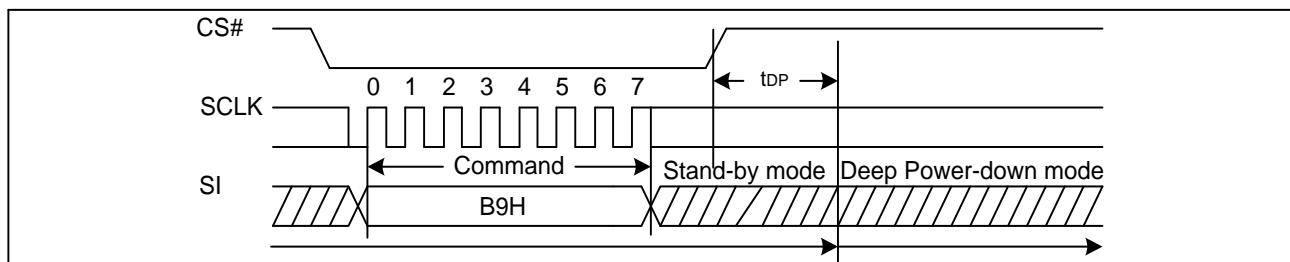 CS#
tDP
0 1 2 3 4 5 6 7
SCLK
Command
Stand-by mode Deep Power-down mode
SI
B9H